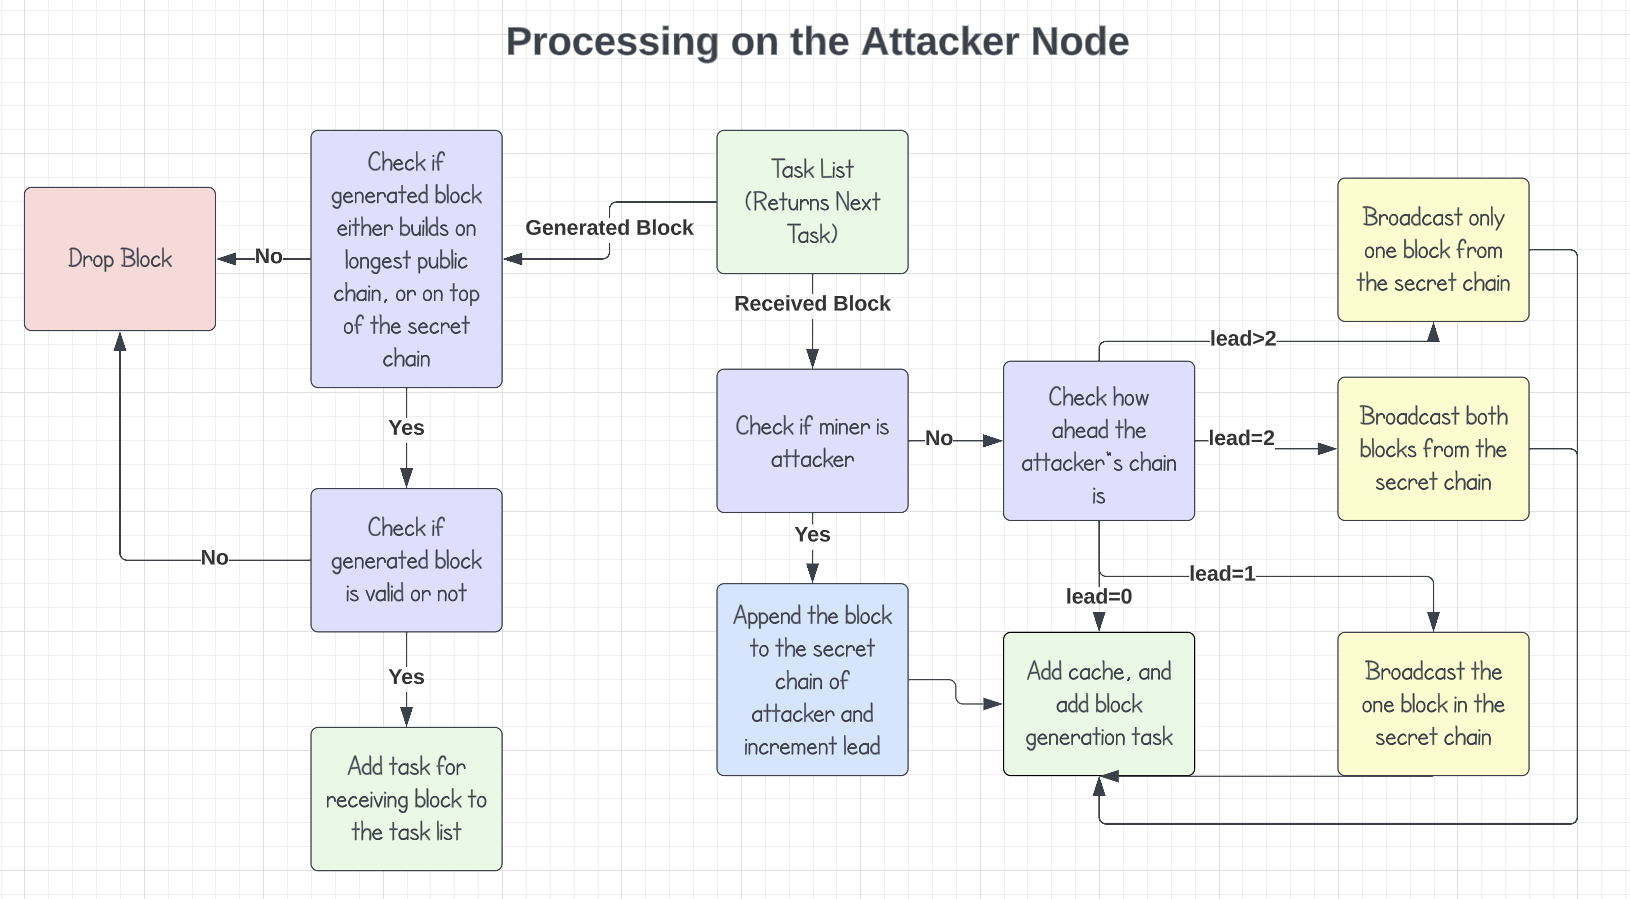 Processing on the Attacker Node
Check if
generated block
either builds on
longest public
chain, or on top
of the secret
chain
Task List
(Returns Next
Task)
Drop Block
No
Generated Block
Received Block
Broadcast only
one block from
the secret chain
lead>2
Yes
Check if miner is
attacker
No
Check how
ahead the
attacker"s chain
is
lead=2
Broadcast both
blocks from the
secret chain
Check if
generated block
is valid or not
No
Yes
lead=1
lead=0
Yes
Append the block
to the secret
chain of
attacker and
increment lead
Add cache, and
add block
generation task
Broadcast the
one block in the
secret chain
Add task for
receiving block to
the task list